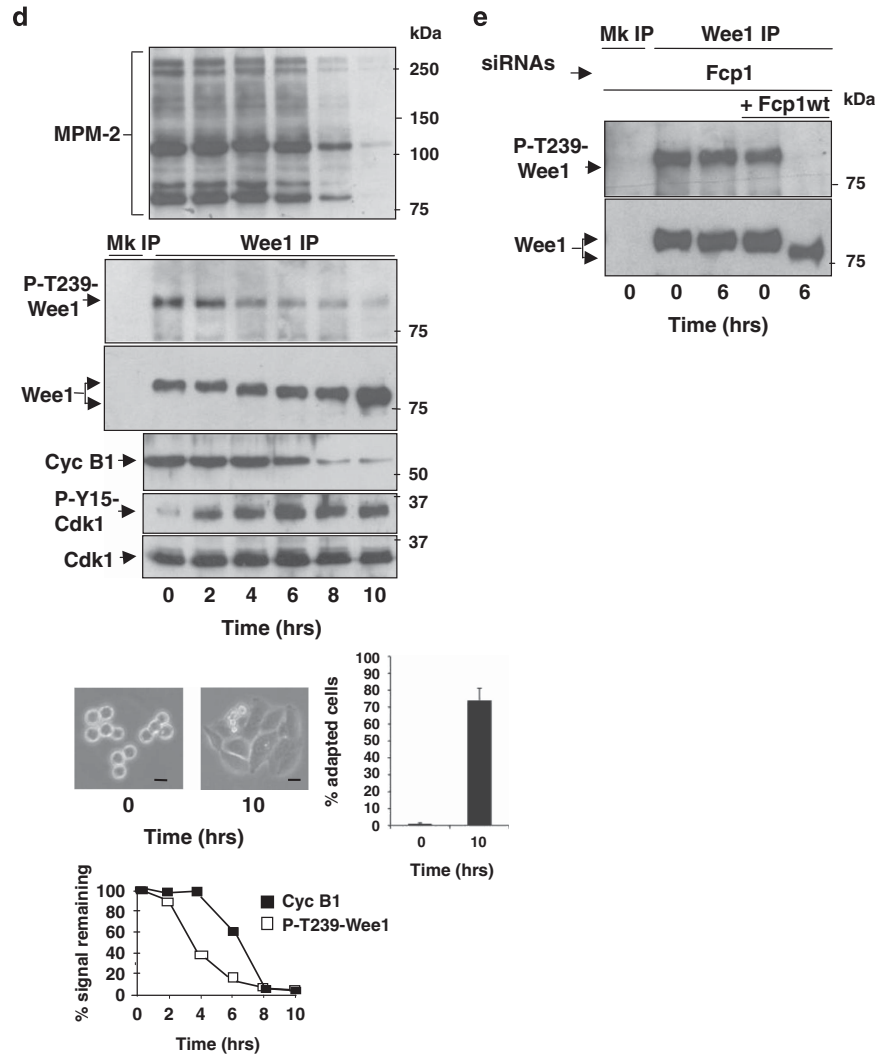 d
kDa
MPM-2
250
150
100
75
Mk IP
Wee1 IP
P-T239-
Wee1
75
Wee1
75
Cyc B1
50
P-Y15-
Cdk1
37
Cdk1
37
0 2 4 6 8 10
Time (hrs)
0 10
Time (hrs)
% adapted cells
100
90
80
70
60
50
40
30
20
10
0
0 10
Time (hrs)
% signal remaining
100
80
60
40
20
0
Cyc B1
P-T239-Wee1
0 2 4 6 8 10
Time (hrs)
e
Mk IP Wee1 IP
siRNAs
Fcp1
+ Fcp1wt
kDa
P-T239-
Wee1
75
Wee1
75
0 0 6 0 6
Time (hrs)